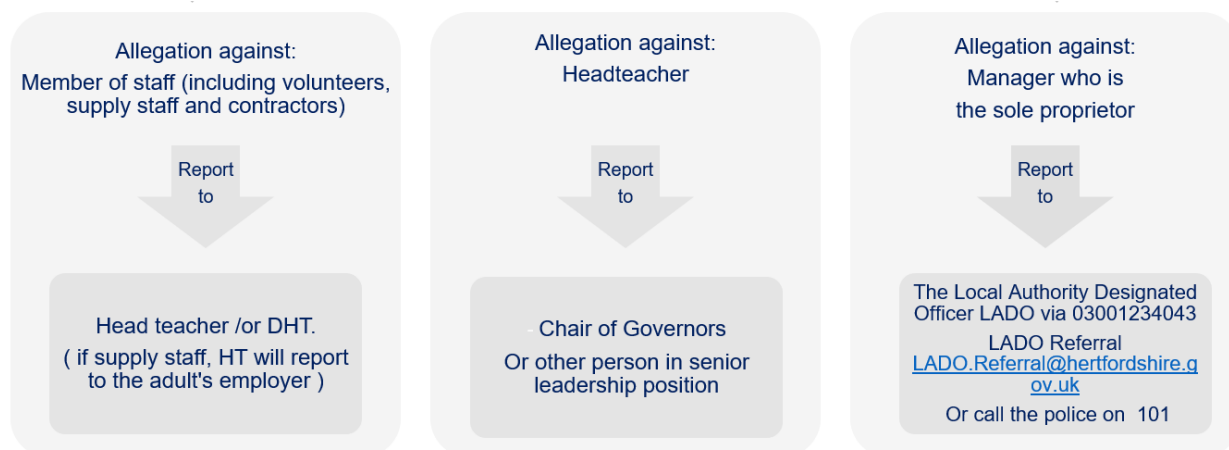 Allegation against:
Member of staff (including volunteers,
supply staff and contractors)
Report
to
Head teacher /or DHT.
( if supply staff, HT will report
to the adult's employer )
Allegation against:
Headteacher
Report
to
- Chair of Governors
Or other person in senior
leadership position
Allegation against:
Manager who is
the sole proprietor
Report
to
The Local Authority Designated
Officer LADO via 03001234043
LADO Referral
LADO.Referral@hertfordshire.g
ov.uk
Or call the police on  101